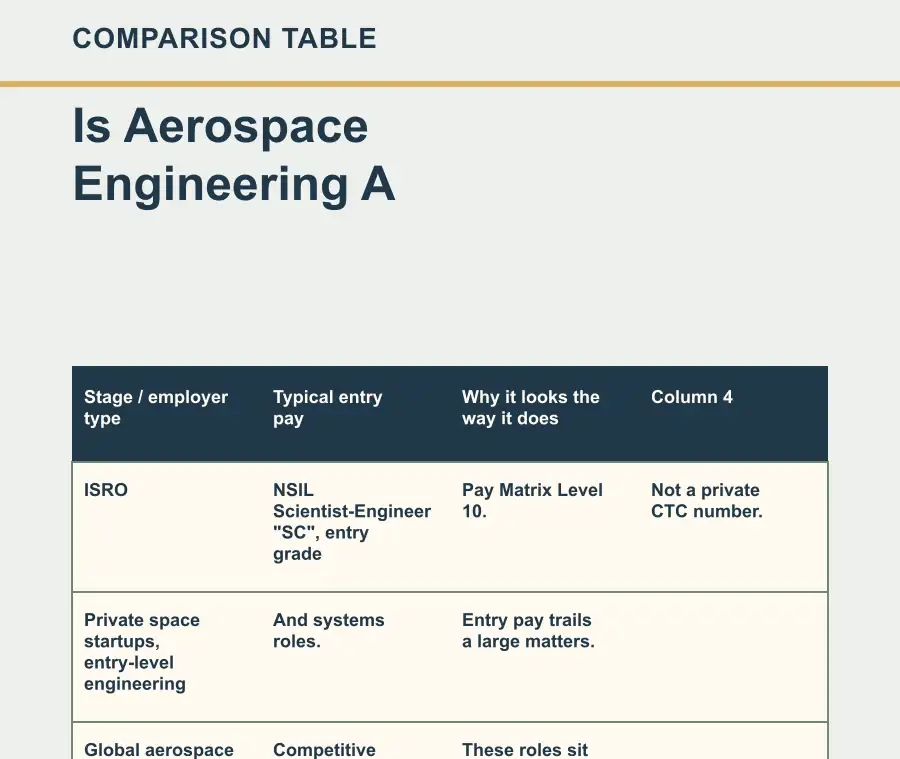 COMPARISON TABLE
Is Aerospace
Engineering A
Stage / employer
type
Typical entry
pay
Why it looks the
way it does
Column 4
ISRO
NSIL
Scientist-Engineer
"SC", entry
grade
Pay Matrix Level
10.
Not a private
CTC number.
Private space
startups,
entry-level
engineering
And systems
roles.
Entry pay trails
a large matters.
Global aerospace
Competitive
These roles sit